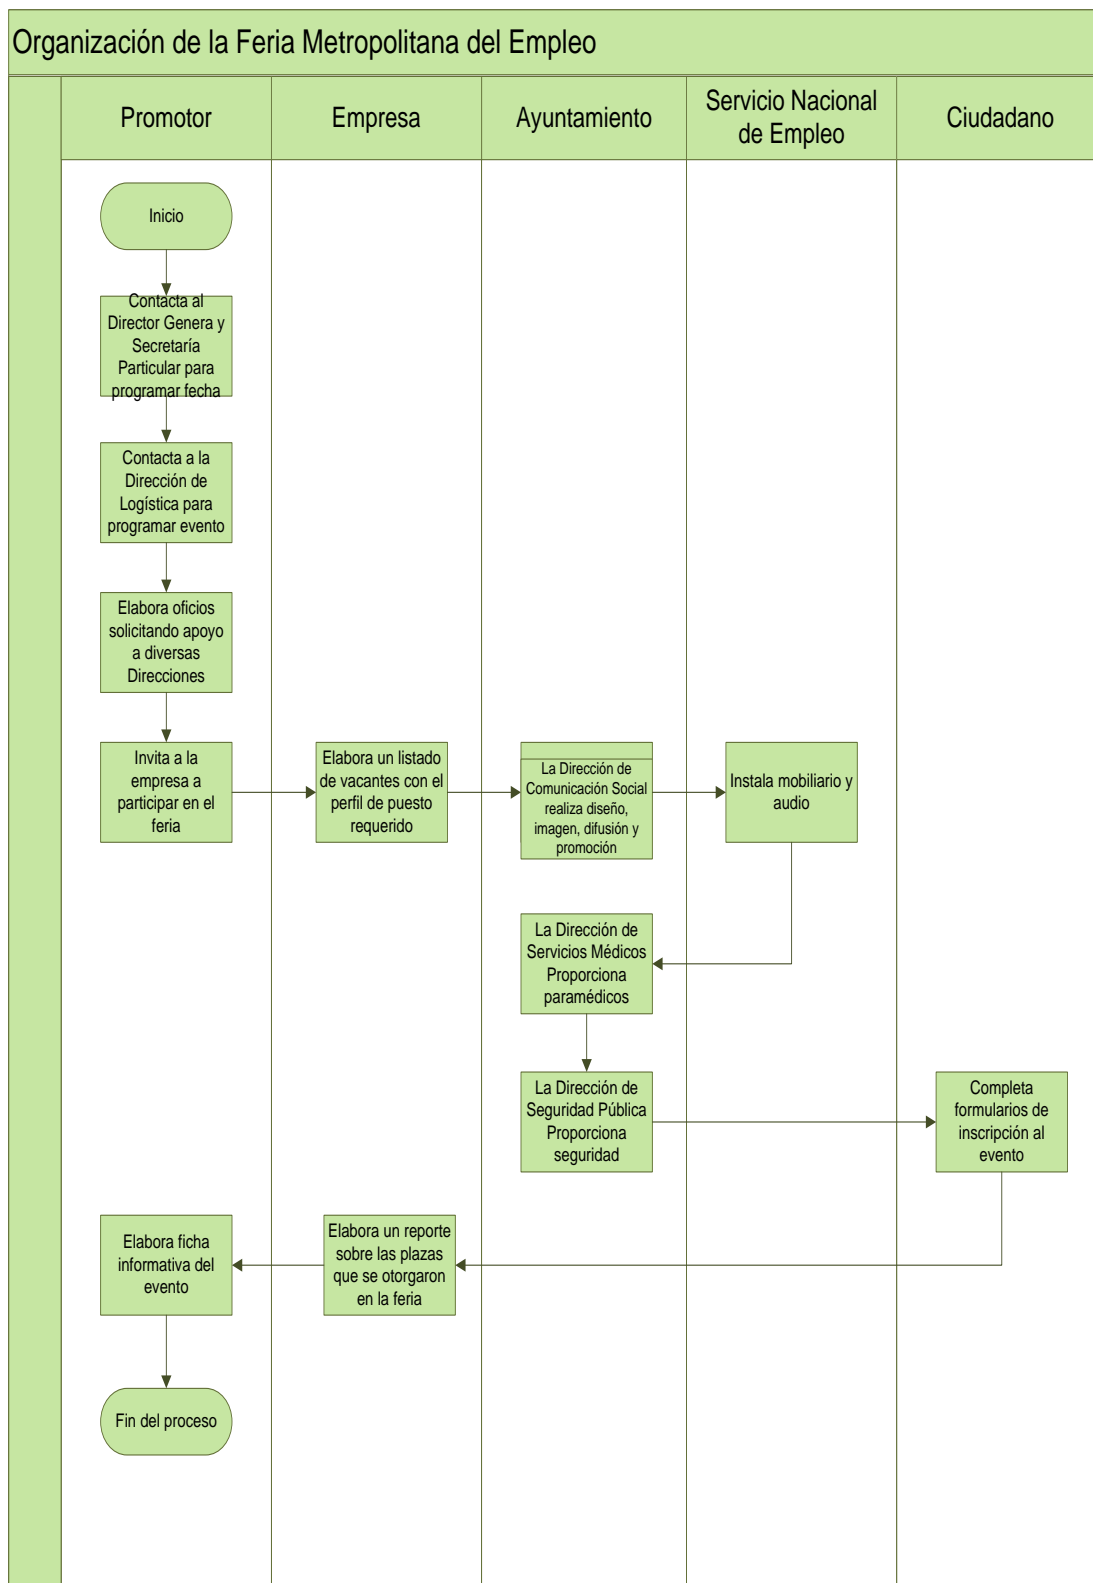 Organización de la Feria Metropolitana del Empleo
Promotor
Empresa
Ayuntamiento
Servicio Nacional
de Empleo
Ciudadano
Inicio
Contacta al
Director Genera y
Secretaría
Particular para
programar fecha
Contacta a la
Dirección de
Logística para
programar evento
Elabora oficios
solicitando apoyo
a diversas
Direcciones
Invita a la
empresa a
participar en el
feria
Elabora un listado
de vacantes con el
perfil de puesto
requerido
La Dirección de
Comunicación Social
realiza diseño,
imagen, difusión y
promoción
Instala mobiliario y
audio
La Dirección de
Servicios Médicos
Proporciona
paramédicos
La Dirección de
Seguridad Pública
Proporciona
seguridad
Completa
formularios de
inscripción al
evento
Elabora un reporte
sobre las plazas
que se otorgaron
en la feria
Elabora ficha
informativa del
evento
Fin del proceso